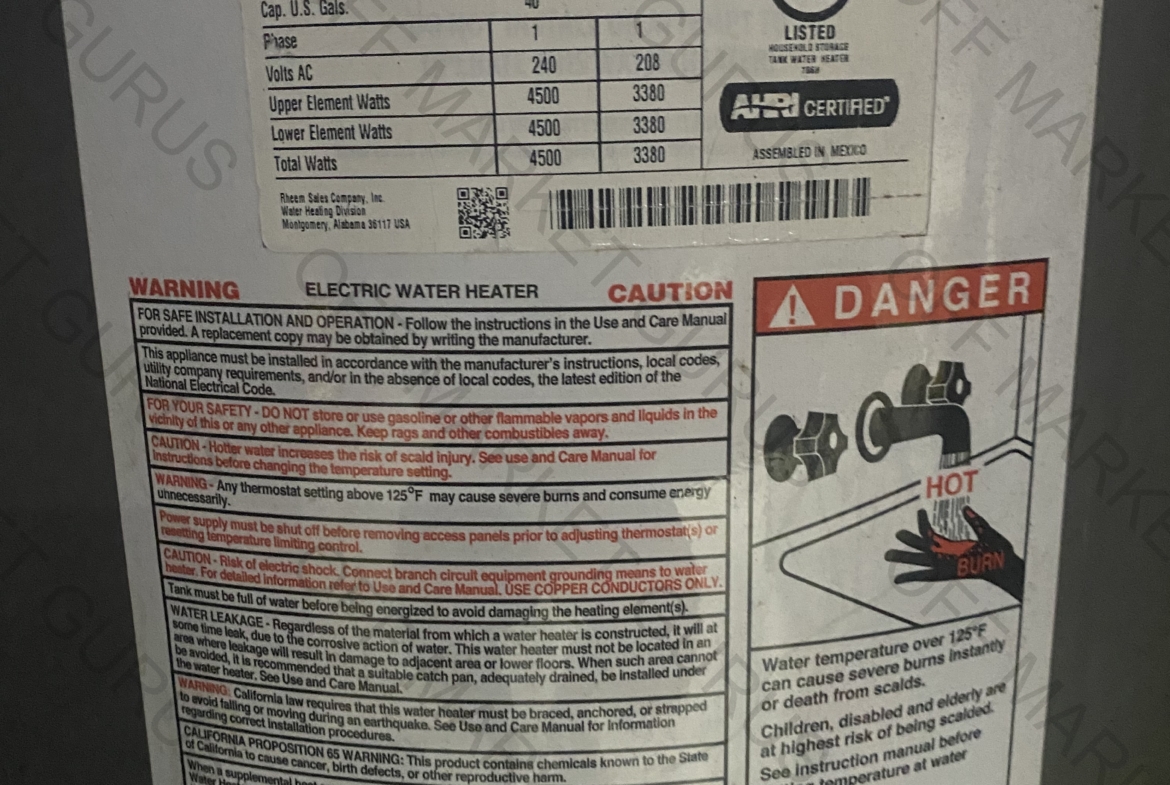 Cap. U.S. Gals. 40
Phase 1 1
Volts AC 240 208
Upper Element Watts 4500 3380
Lower Element Watts 4500 3380
Total Watts 4500 3380
LISTED
HOUSEHOLD STORAGE
TANK WATER HEATER
AHRI CERTIFIED®
ASSEMBLED IN MEXICO
Rheem Sales Company, Inc.
Water Heating Division
Montgomery, Alabama 36117 USA
WARNING ELECTRIC WATER HEATER CAUTION
FOR SAFE INSTALLATION AND OPERATION - Follow the instructions in the Use and Care Manual
provided. A replacement copy may be obtained by writing the manufacturer.
This appliance must be installed in accordance with the manufacturer's instructions, local codes,
utility company requirements, and/or in the absence of local codes, the latest edition of the
National Electrical Code.
FOR YOUR SAFETY - DO NOT store or use gasoline or other flammable vapors and liquids in the
vicinity of this or any other appliance. Keep rags and other combustibles away.
CAUTION - Hotter water increases the risk of scald injury. See use and Care Manual for
Instructions before changing the temperature setting.
WARNING - Any thermostat setting above 125°F may cause severe burns and consume energy
unnecessarily.
Power supply must be shut off before removing access panels prior to adjusting thermostat(s) or
resetting temperature limiting control.
CAUTION - Risk of electric shock. Connect branch circuit equipment grounding means to water
heater. For detailed information refer to Use and Care Manual. USE COPPER CONDUCTORS ONLY.
Tank must be full of water before being energized to avoid damaging the heating element(s).
WATER LEAKAGE - Regardless of the material from which a water heater is constructed, it will at
some time leak, due to the corrosive action of water. This water heater must not be located in an
area where leakage will result in damage to adjacent area or lower floors. When such area cannot
be avoided, it is recommended that a suitable catch pan, adequately drained, be installed under
the water heater. See Use and Care Manual.
WARNING: California law requires that this water heater must be braced, anchored, or strapped
to avoid falling or moving during an earthquake. See Use and Care Manual for Information
regarding correct installation procedures.
CALIFORNIA PROPOSITION 65 WARNING: This product contains chemicals known to the State
of California to cause cancer, birth defects, or other reproductive harm.
When a supplemental
Water
DANGER
HOT
BURN
Water temperature over 125°F
can cause severe burns instantly
or death from scalds.
Children, disabled and elderly are
at highest risk of being scalded.
See instruction manual before
temperature at water
GURUS OFF MARKET GURUS OFF MARKET